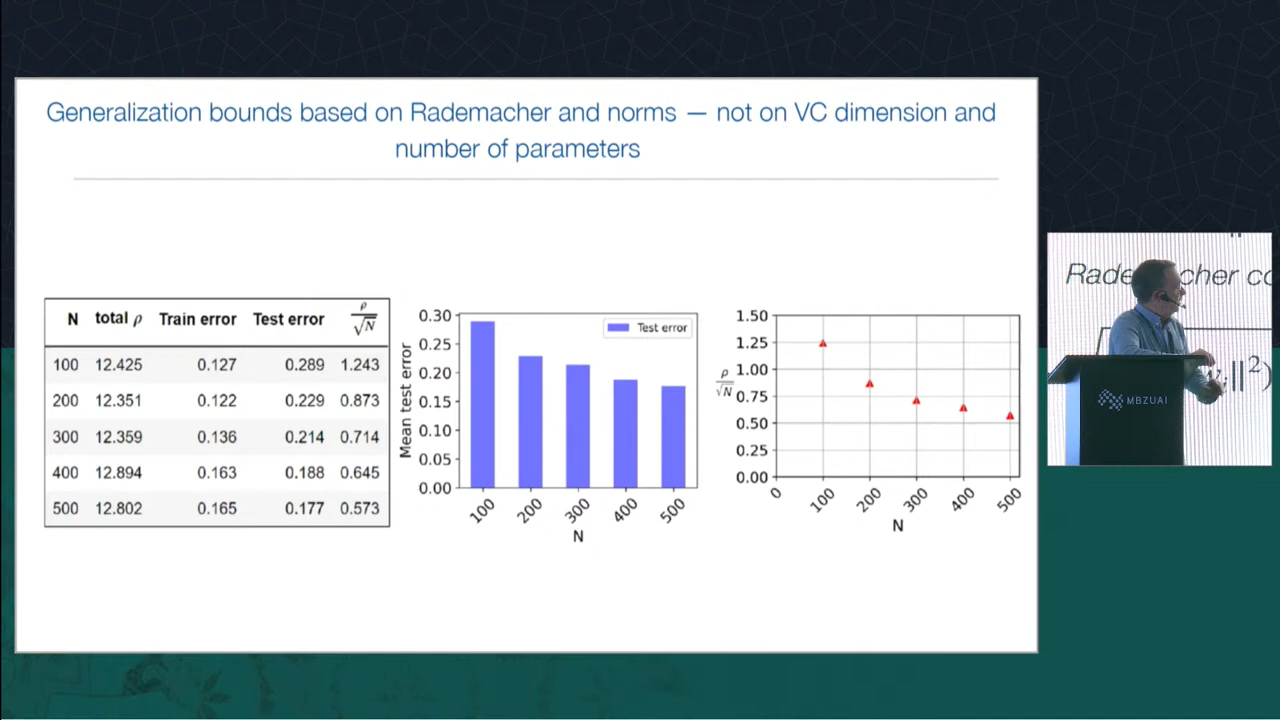 Generalization bounds based on Rademacher and norms — not on VC dimension and
number of parameters
N total ρ Train error Test error ρ/√N
100 12.425 0.127 0.289 1.243
200 12.351 0.122 0.229 0.873
300 12.359 0.136 0.214 0.714
400 12.894 0.163 0.188 0.645
500 12.802 0.165 0.177 0.573
Mean test error
0.30
0.25
0.20
0.15
0.10
0.05
0.00
Test error
100 200 300 400 500
N
ρ/√N
1.50
1.25
1.00
0.75
0.50
0.25
0.00
0 100 200 300 400 500
N
MBZUAI